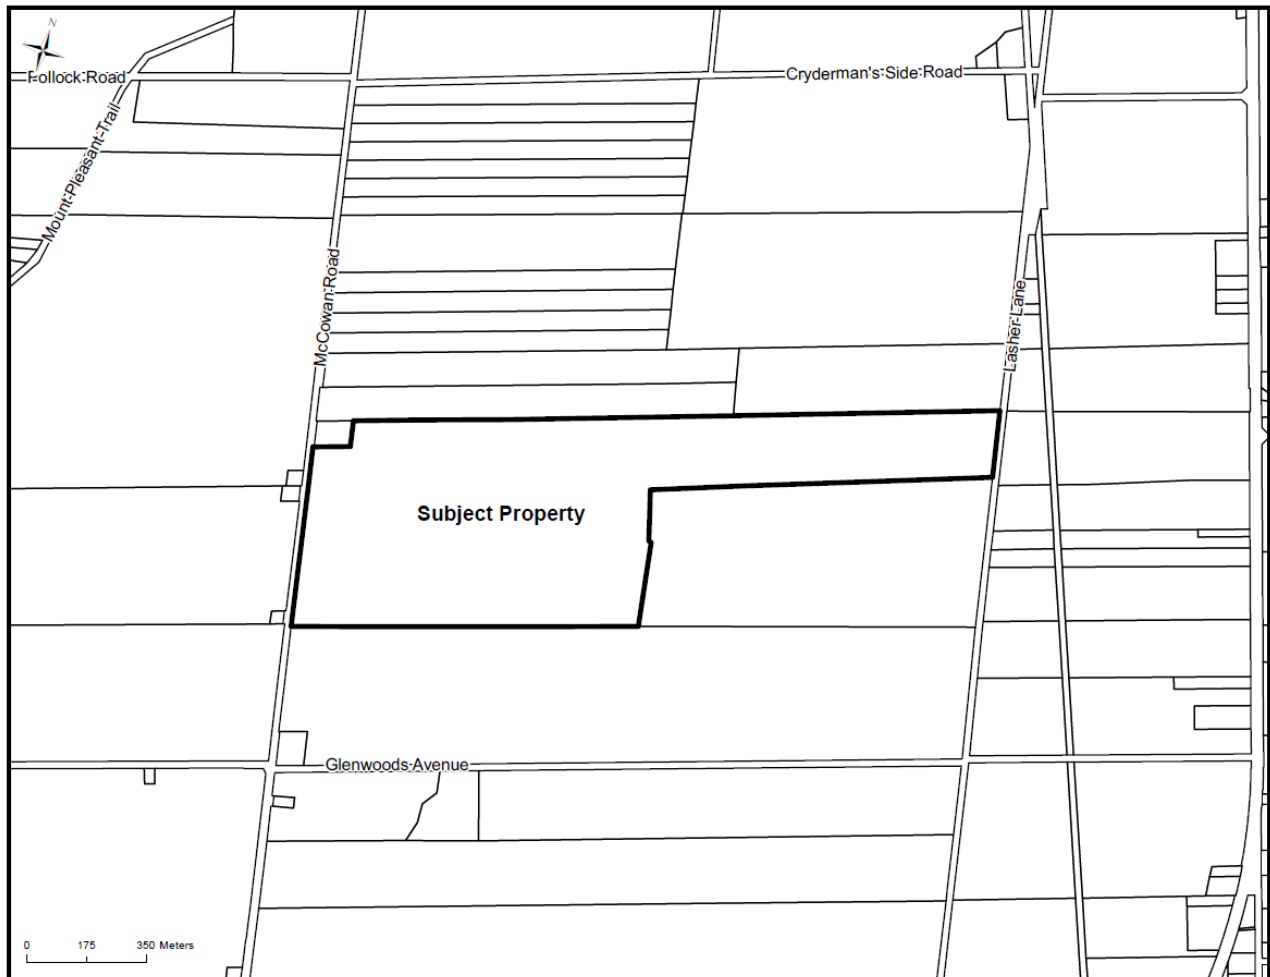 N
Pollock Road
Cryderman's Side Road
Mount Pleasant Trail
McCowan Road
Lasher Lane
Subject Property
Glenwoods Avenue
0 175 350 Meters